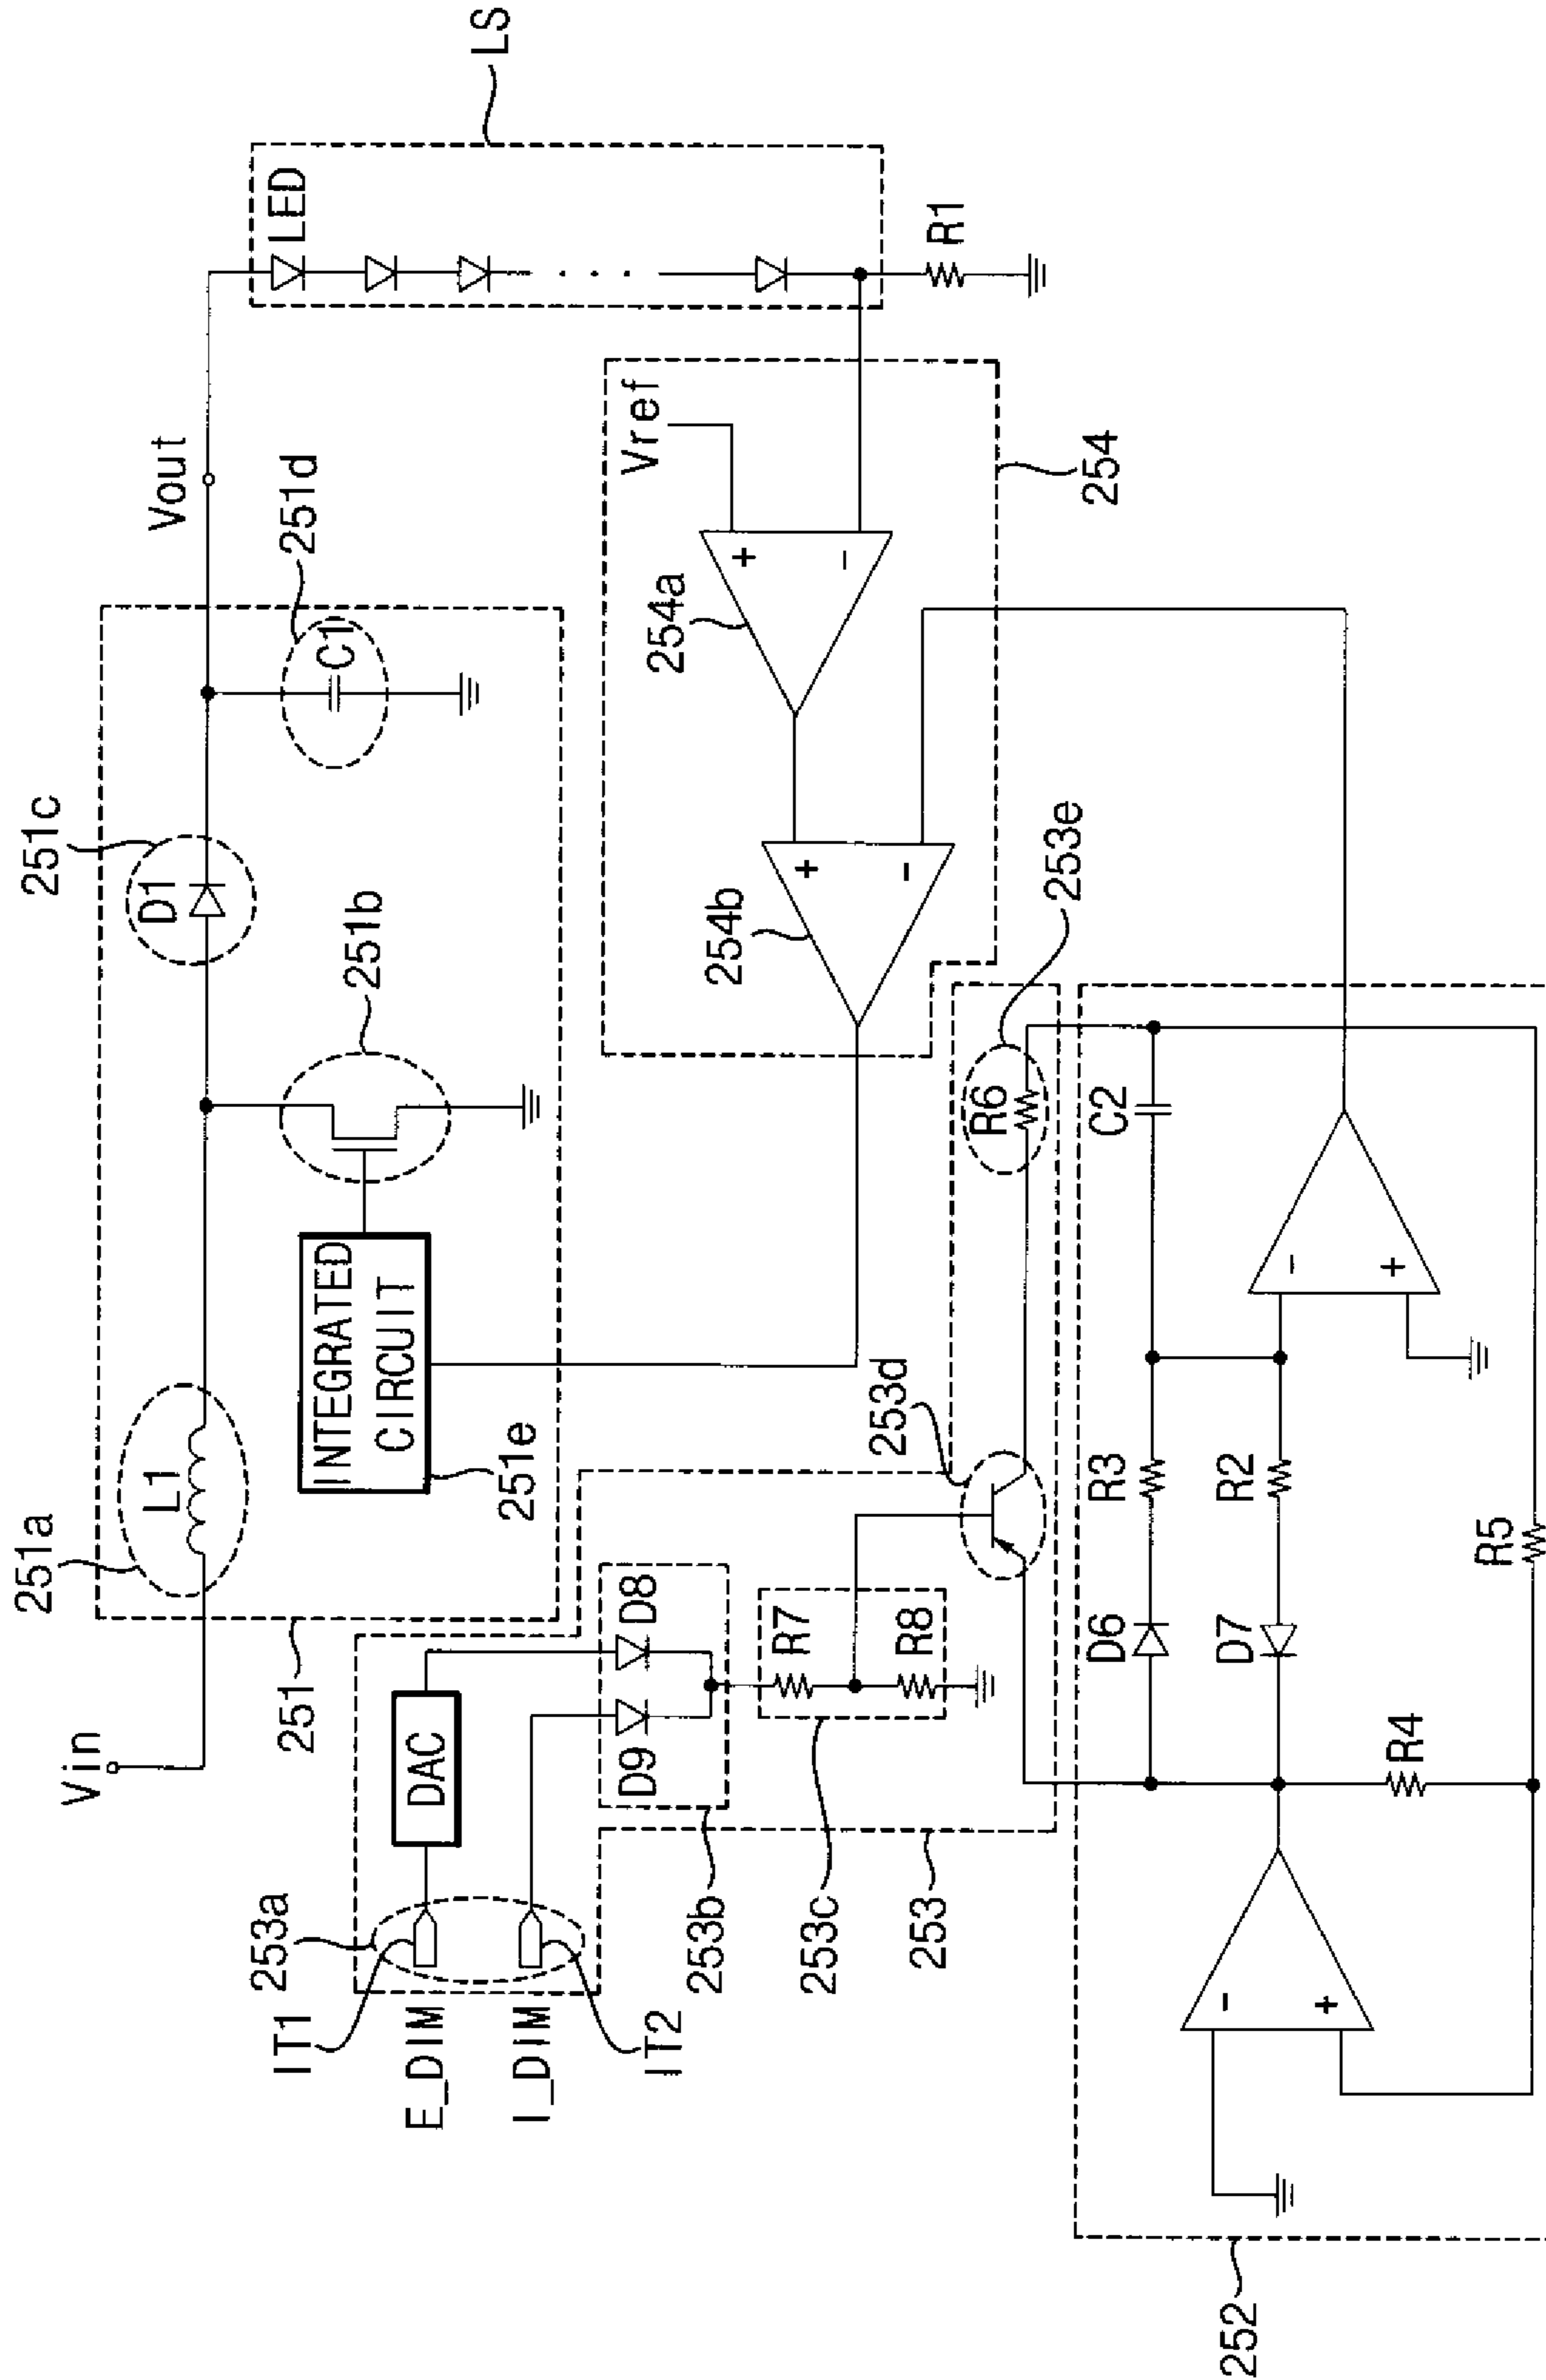 251a
251c
Vin
L1
D1
Vout
251d
C1
251
251b
INTEGRATED
CIRCUIT
251e
LS
LED
R1
Vref
254a
254b
254
253a
IT1
E_DIM
I_DIM
IT2
DAC
D9
D8
253b
R7
R8
253c
253
253d
R6
253e
D6
R3
C2
D7
R2
R4
R5
252
+
-
+
-
-
+
-
+